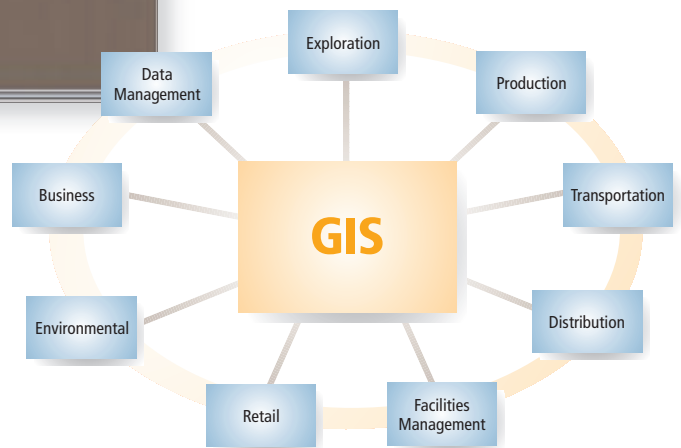 Exploration
Data
Management
Production
Business
Transportation
GIS
Environmental
Distribution
Retail
Facilities
Management